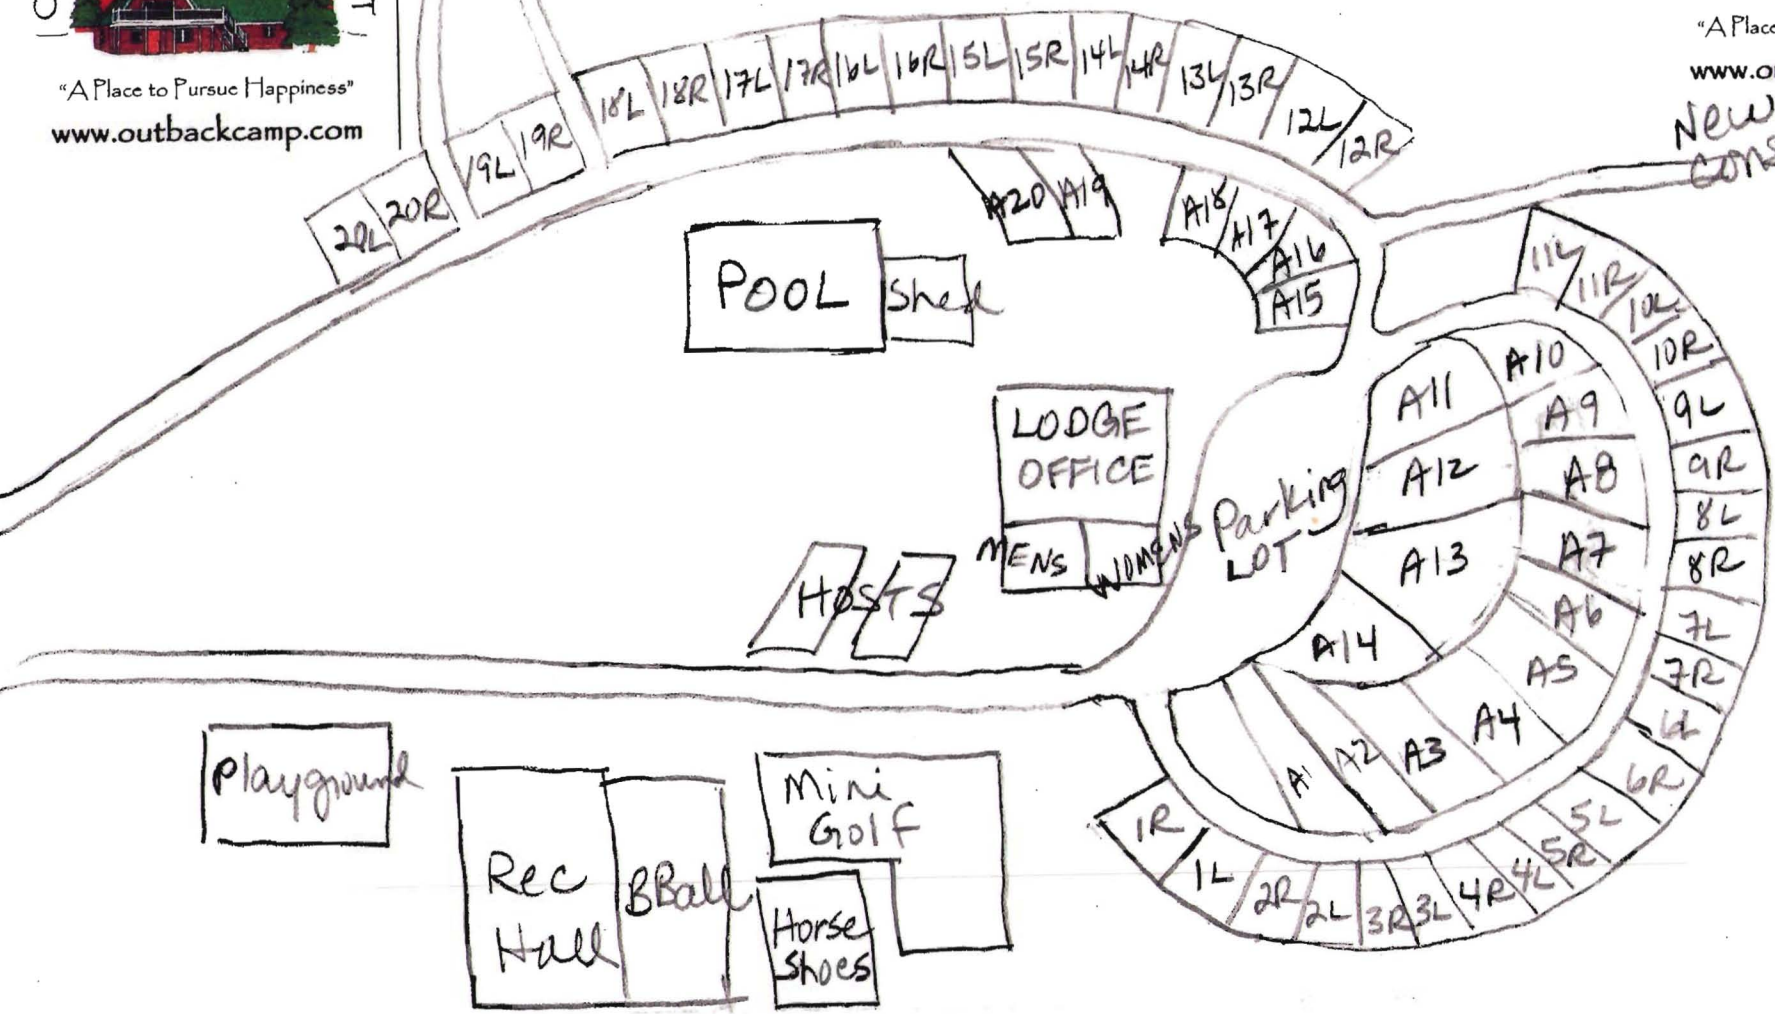 "A Place to Pursue Happiness"
www.outbackcamp.com
"A Place
www.o
New
Cons
18L 18R 17L 17R 16L 16R 15L 15R 14L 14R 13L 13R 12L 12R
19L 19R
20L 20R
A20 A19 A18 A17 A16 A15
POOL Shed
11L 11R 10L 10R 9L 9R 8L 8R 7L 7R 6L 6R 5L 5R 4L 4R 3L 3R 2L 2R 1L 1R
A11 A10
A9
A12 A8
A13 A7
A6
A14 A5
A1 A2 A3 A4
LODGE
OFFICE
MENS WOMENS
Parking
LOT
HOSTS
Playground
Rec
Hall
BBall
Mini
Golf
Horse
Shoes